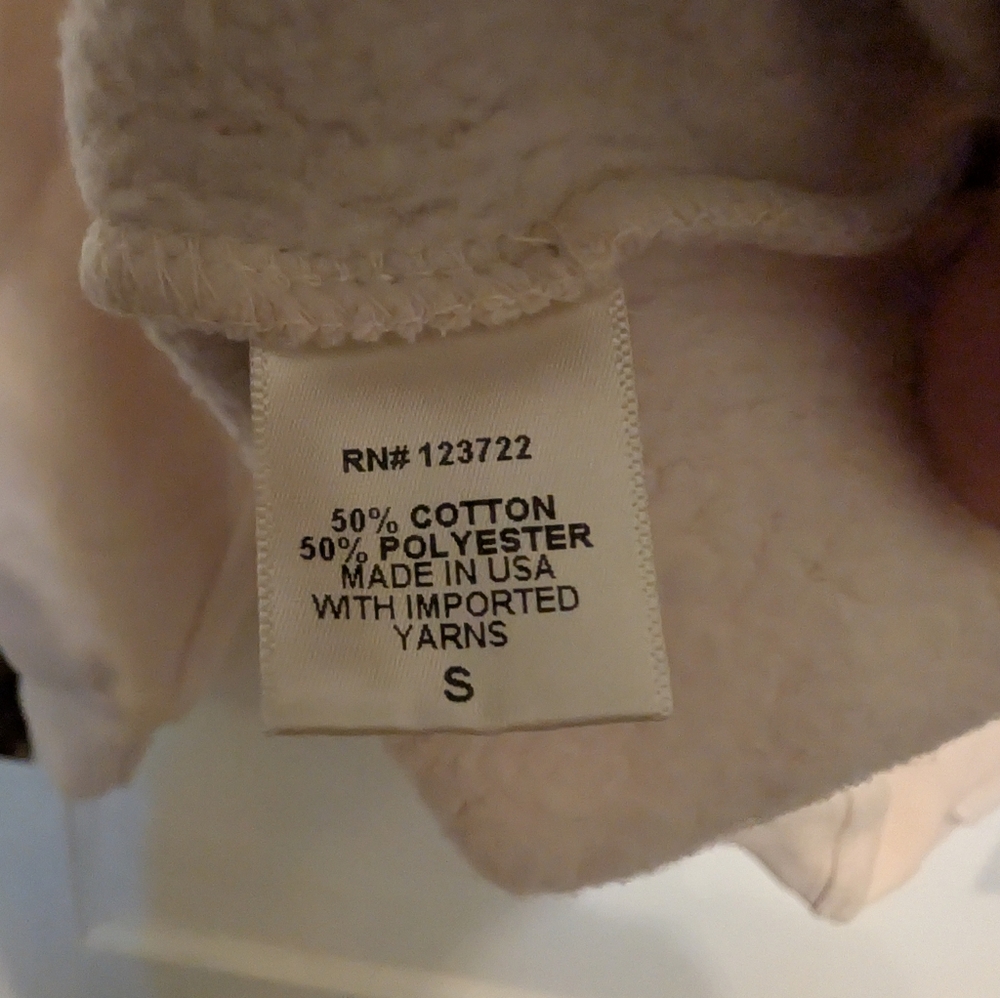 RN# 123722
50% COTTON
50% POLYESTER
MADE IN USA
WITH IMPORTED
YARNS
S